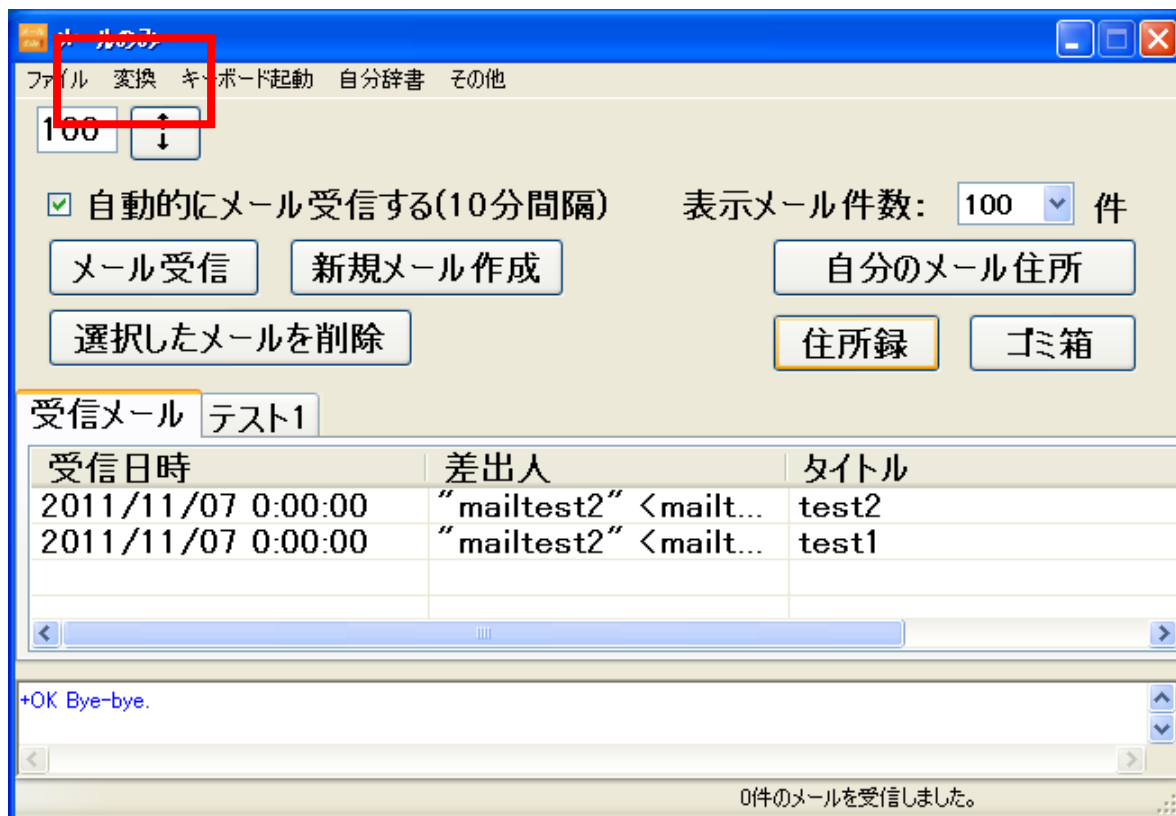 メールのみ
ファイル 変換 キーボード起動 自分辞書 その他
100
自動的にメール受信する(10分間隔) 表示メール件数: 100 件
メール受信 新規メール作成 自分のメール住所
選択したメールを削除 住所録 ゴミ箱
受信メール テスト1
受信日時 差出人 タイトル
2011/11/07 0:00:00 "mailtest2" <mailt... test2
2011/11/07 0:00:00 "mailtest2" <mailt... test1
+OK Bye-bye.
0件のメールを受信しました。